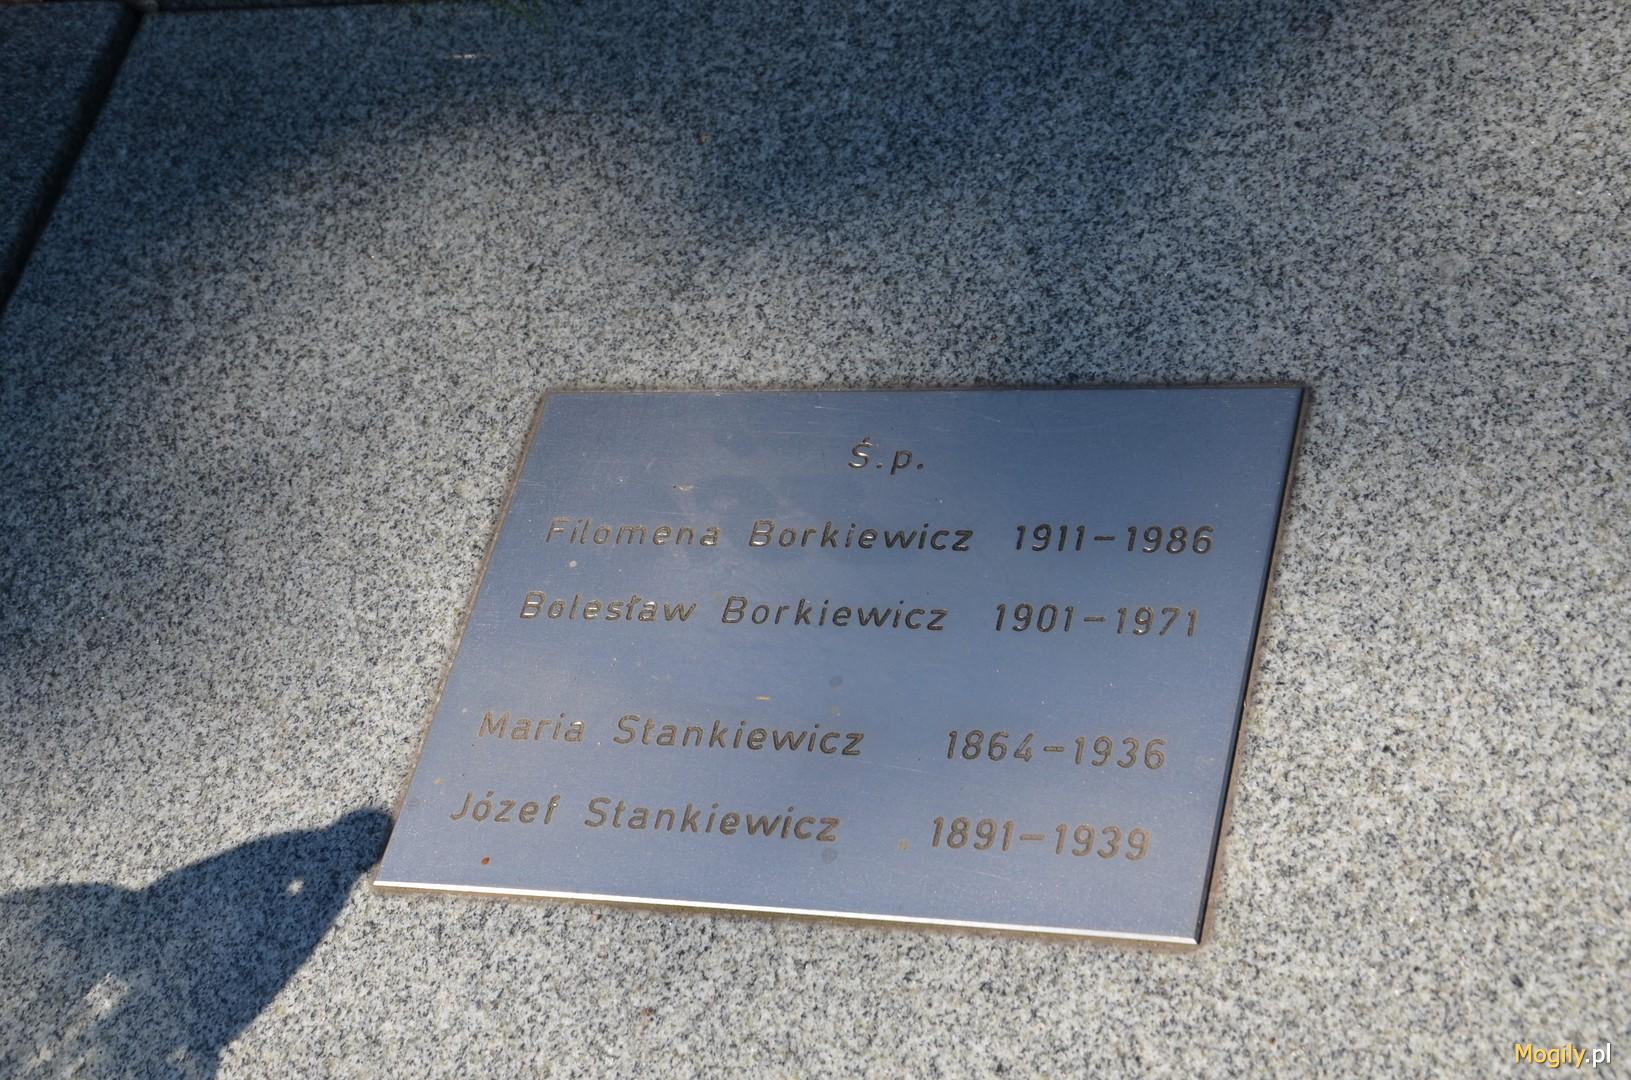 Ś.p.
Filomena Borkiewicz 1911-1986
Bolesław Borkiewicz 1901-1971
Maria Stankiewicz 1864-1936
Józef Stankiewicz 1891-1939
Mogily.pl